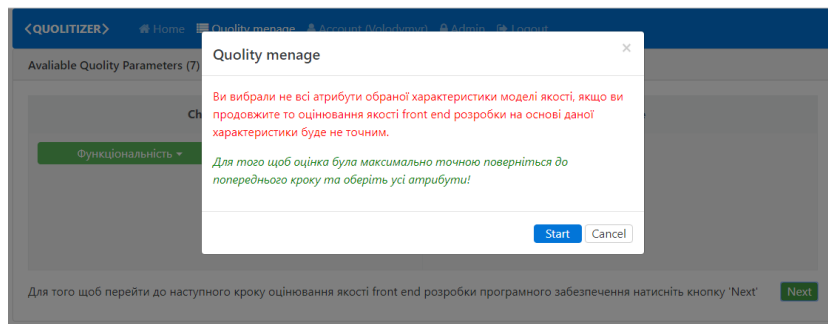 <QUOLITIZER> Home Quolity menage Account (Volodymyr) Admin Logout
Avaliable Quolity Parameters (7)
Quolity menage ×
Ви вибрали не всі атрибути обраної характеристики моделі якості, якщо ви
продовжите то оцінювання якості front end розробки на основі даної
характеристики буде не точним.
Для того щоб оцінка була максимально точною поверніться до
попереднього кроку та оберіть усі атрибути!
Start Cancel
Ch
Функціональність
Для того щоб перейти до наступного кроку оцінювання якості front end розробки програмного забезпечення натисніть кнопку 'Next' Next